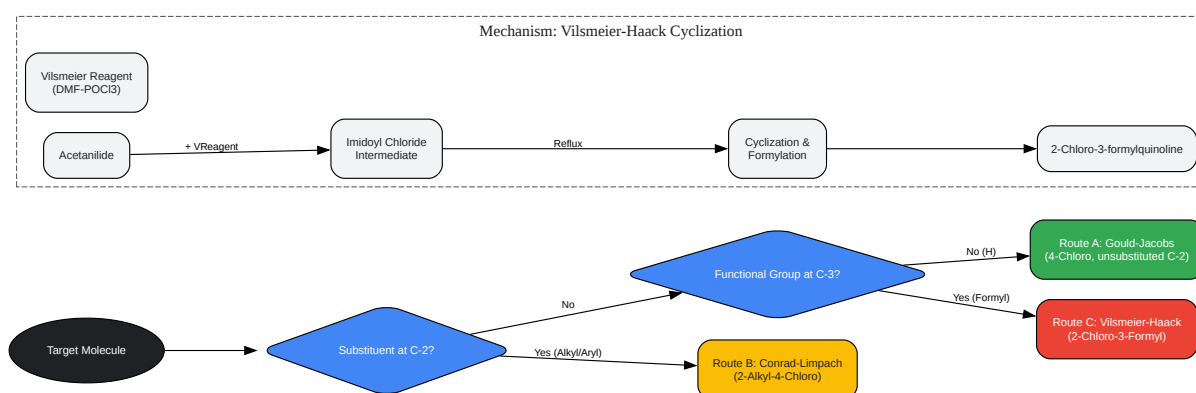 Mechanism: Vilsmeier-Haack Cyclization
Vilsmeier Reagent
(DMF-POCl3)
Acetanilide
+ VReagent
Imidoyl Chloride
Intermediate
Reflux
Cyclization &
Formylation
2-Chloro-3-formylquinoline
Target Molecule
Substituent at C-2?
No
Yes (Alkyl/Aryl)
Functional Group at C-3?
No (H)
Yes (Formyl)
Route A: Gould-Jacobs
(4-Chloro, unsubstituted C-2)
Route C: Vilsmeier-Haack
(2-Chloro-3-Formyl)
Route B: Conrad-Limpach
(2-Alkyl-4-Chloro)